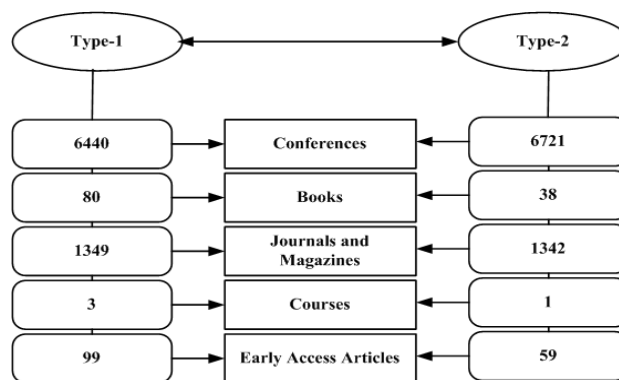 Type-1
Type-2
6440
Conferences
6721
80
Books
38
1349
Journals and
Magazines
1342
3
Courses
1
99
Early Access Articles
59